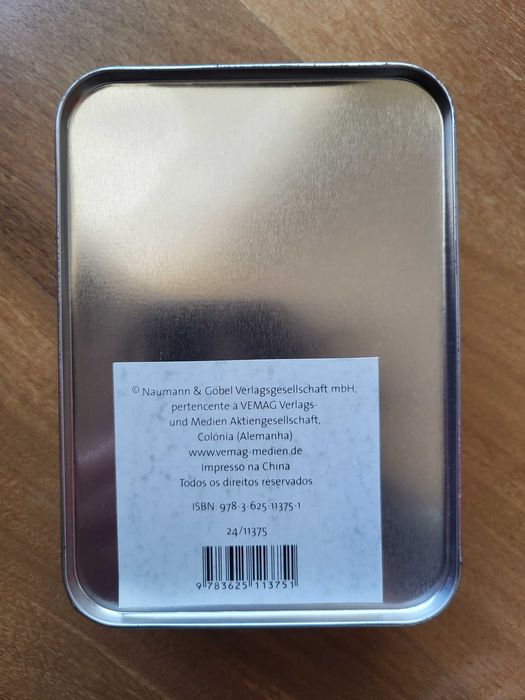 © Naumann & Göbel Verlagsgesellschaft mbH,
pertencente à VEMAG Verlags-
und Medien Aktiengesellschaft,
Colónia (Alemanha)
www.vemag-medien.de
Impresso na China
Todos os direitos reservados
ISBN: 978-3-625-11375-1
24/11375
9 783625 113751